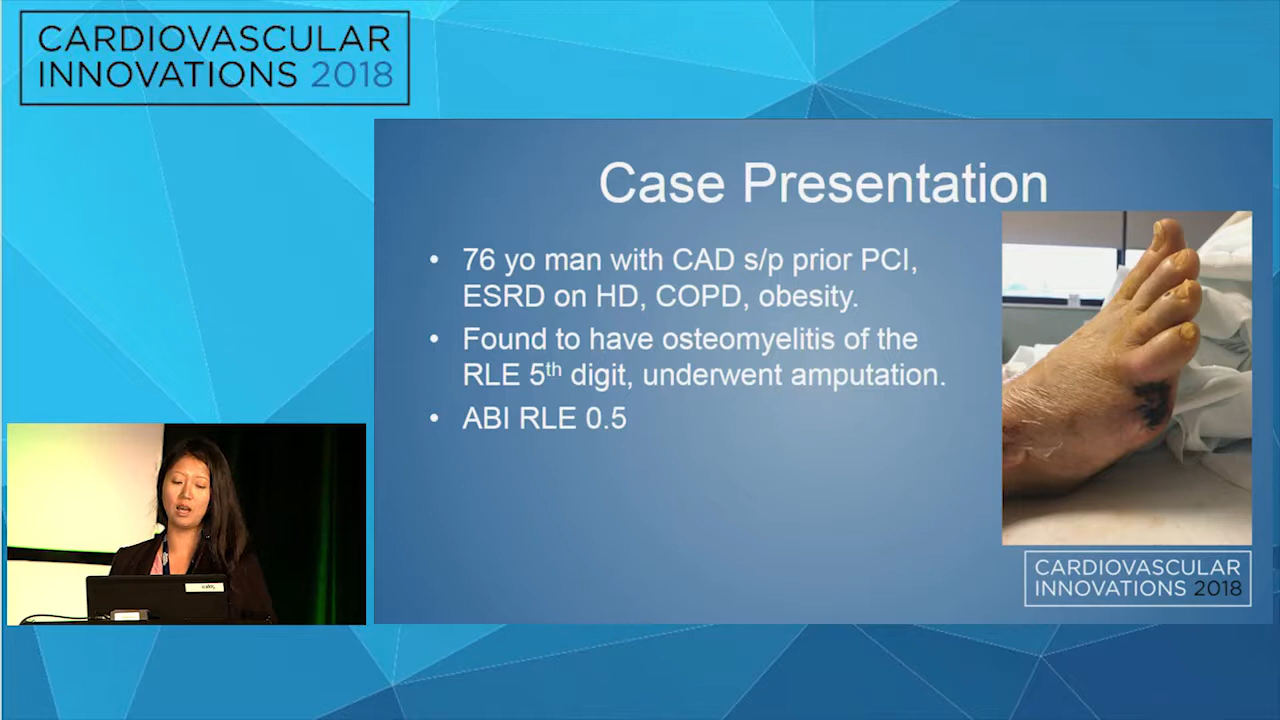 CARDIOVASCULAR
INNOVATIONS 2018
Case Presentation
• 76 yo man with CAD s/p prior PCI,
ESRD on HD, COPD, obesity.
• Found to have osteomyelitis of the
RLE 5th digit, underwent amputation.
• ABI RLE 0.5
CARDIOVASCULAR
INNOVATIONS 2018